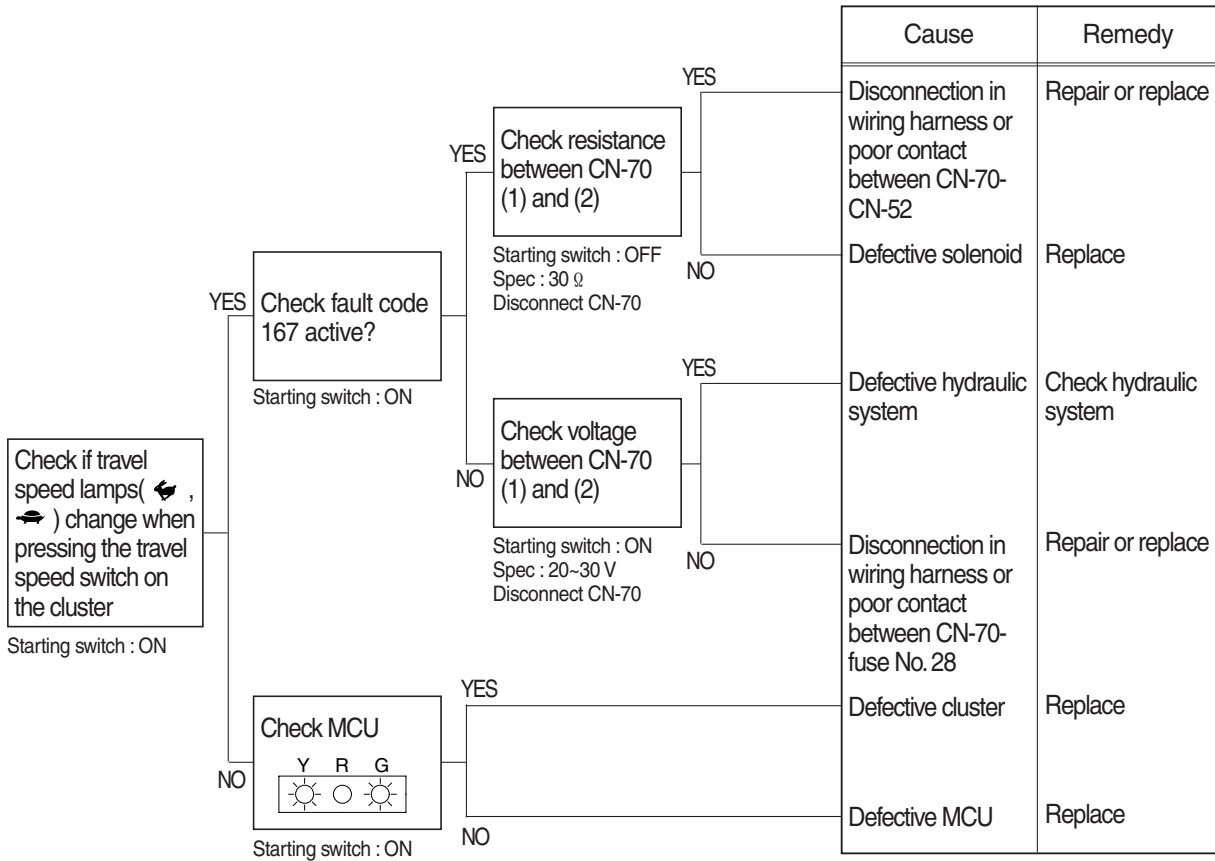 Cause
Remedy
YES
Disconnection in
wiring harness or
poor contact
between CN-70-
CN-52
Repair or replace
YES
Check resistance
between CN-70
(1) and (2)
Starting switch : OFF
Spec : 30 Ω
Disconnect CN-70
NO
Defective solenoid
Replace
YES
Check fault code
167 active?
Starting switch : ON
YES
Defective hydraulic
system
Check hydraulic
system
NO
Check voltage
between CN-70
(1) and (2)
Starting switch : ON
Spec : 20~30 V
Disconnect CN-70
NO
Disconnection in
wiring harness or
poor contact
between CN-70-
fuse No. 28
Repair or replace
Check if travel
speed lamps( ,
) change when
pressing the travel
speed switch on
the cluster
Starting switch : ON
NO
Check MCU
Y R G
Starting switch : ON
YES
Defective cluster
Replace
NO
Defective MCU
Replace